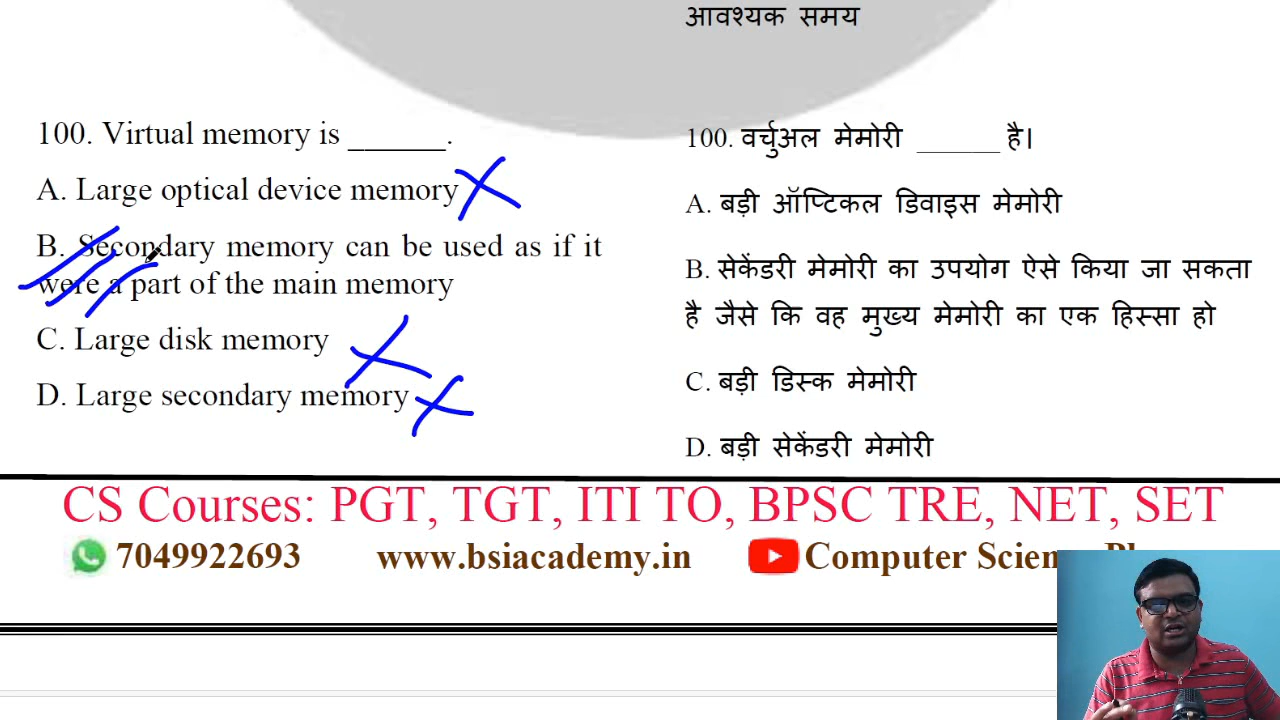 आवश्यक समय
100. Virtual memory is ______.
A. Large optical device memory
B. Secondary memory can be used as if it
were a part of the main memory
C. Large disk memory
D. Large secondary memory
100. वर्चुअल मेमोरी ______ है।
A. बड़ी ऑप्टिकल डिवाइस मेमोरी
B. सेकेंडरी मेमोरी का उपयोग ऐसे किया जा सकता
है जैसे कि वह मुख्य मेमोरी का एक हिस्सा हो
C. बड़ी डिस्क मेमोरी
D. बड़ी सेकेंडरी मेमोरी
CS Courses: PGT, TGT, ITI TO, BPSC TRE, NET, SET
7049922693 www.bsiacademy.in Computer